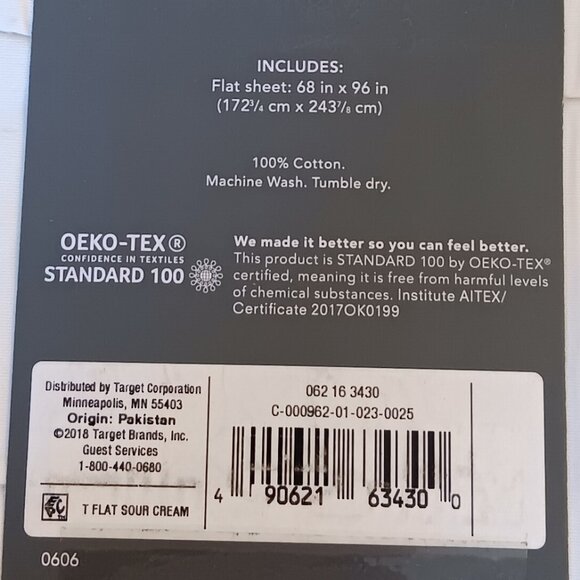 INCLUDES:
Flat sheet: 68 in x 96 in
(172¾ cm x 243⅞ cm)
100% Cotton.
Machine Wash. Tumble dry.
OEKO-TEX®
CONFIDENCE IN TEXTILES
STANDARD 100
We made it better so you can feel better.
This product is STANDARD 100 by OEKO-TEX®
certified, meaning it is free from harmful levels
of chemical substances. Institute AITEX/
Certificate 2017OK0199
Distributed by Target Corporation
Minneapolis, MN 55403
Origin: Pakistan
©2018 Target Brands, Inc.
Guest Services
1-800-440-0680
T FLAT SOUR CREAM
062 16 3430
C-000962-01-023-0025
4 90621 63430 0
0606